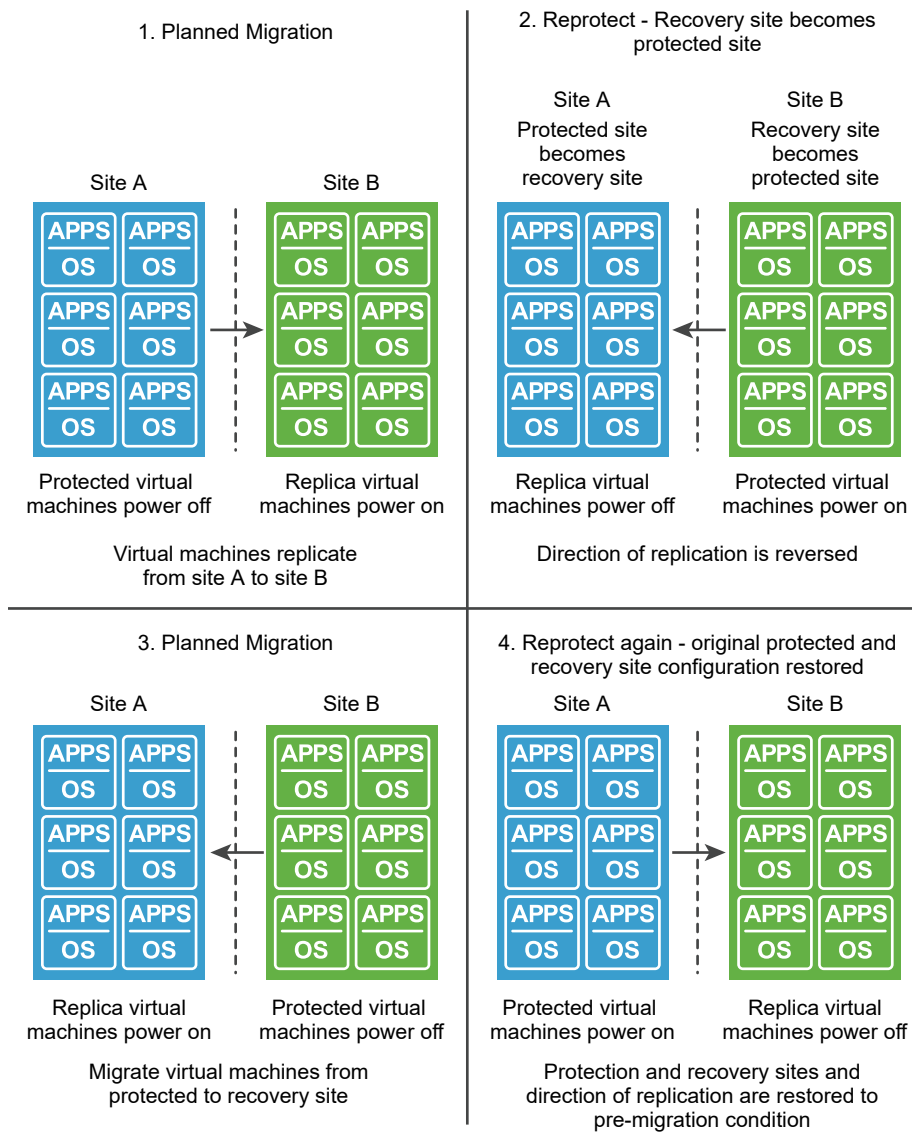 1. Planned Migration
Site A
Site B
APPS APPS
OS OS
APPS APPS
OS OS
APPS APPS
OS OS
APPS APPS
OS OS
APPS APPS
OS OS
APPS APPS
OS OS
Protected virtual
machines power off
Replica virtual
machines power on
Virtual machines replicate
from site A to site B
2. Reprotect - Recovery site becomes
protected site
Site A
Protected site
becomes
recovery site
Site B
Recovery site
becomes
protected site
APPS APPS
OS OS
APPS APPS
OS OS
APPS APPS
OS OS
APPS APPS
OS OS
APPS APPS
OS OS
APPS APPS
OS OS
Replica virtual
machines power off
Protected virtual
machines power on
Direction of replication is reversed
3. Planned Migration
Site A
Site B
APPS APPS
OS OS
APPS APPS
OS OS
APPS APPS
OS OS
APPS APPS
OS OS
APPS APPS
OS OS
APPS APPS
OS OS
Replica virtual
machines power on
Protected virtual
machines power off
Migrate virtual machines from
protected to recovery site
4. Reprotect again - original protected and
recovery site configuration restored
Site A
Site B
APPS APPS
OS OS
APPS APPS
OS OS
APPS APPS
OS OS
APPS APPS
OS OS
APPS APPS
OS OS
APPS APPS
OS OS
Protected virtual
machines power on
Replica virtual
machines power off
Protection and recovery sites and
direction of replication are restored to
pre-migration condition